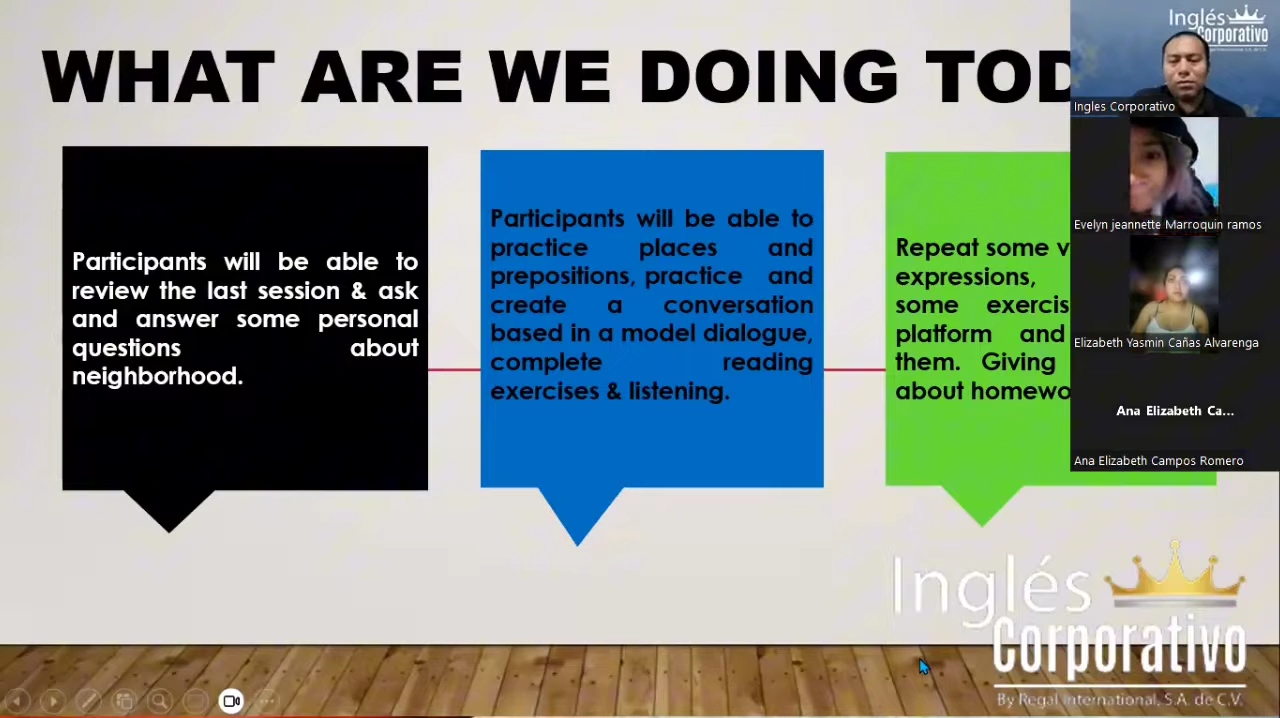 WHAT ARE WE DOING TOD
Participants will be able to
review the last session & ask
and answer some personal
questions about
neighborhood.
Participants will be able to
practice places and
prepositions, practice and
create a conversation
based in a model dialogue,
complete reading
exercises & listening.
Repeat some v
expressions,
some exercis
platform and
them. Giving
about homewo
Inglés
Corporativo
By Regal International, S.A. de C.V.
Inglés
Corporativo
Ingles Corporativo
Evelyn jeannette Marroquin ramos
Elizabeth Yasmin Cañas Alvarenga
Ana Elizabeth Ca...
Ana Elizabeth Campos Romero